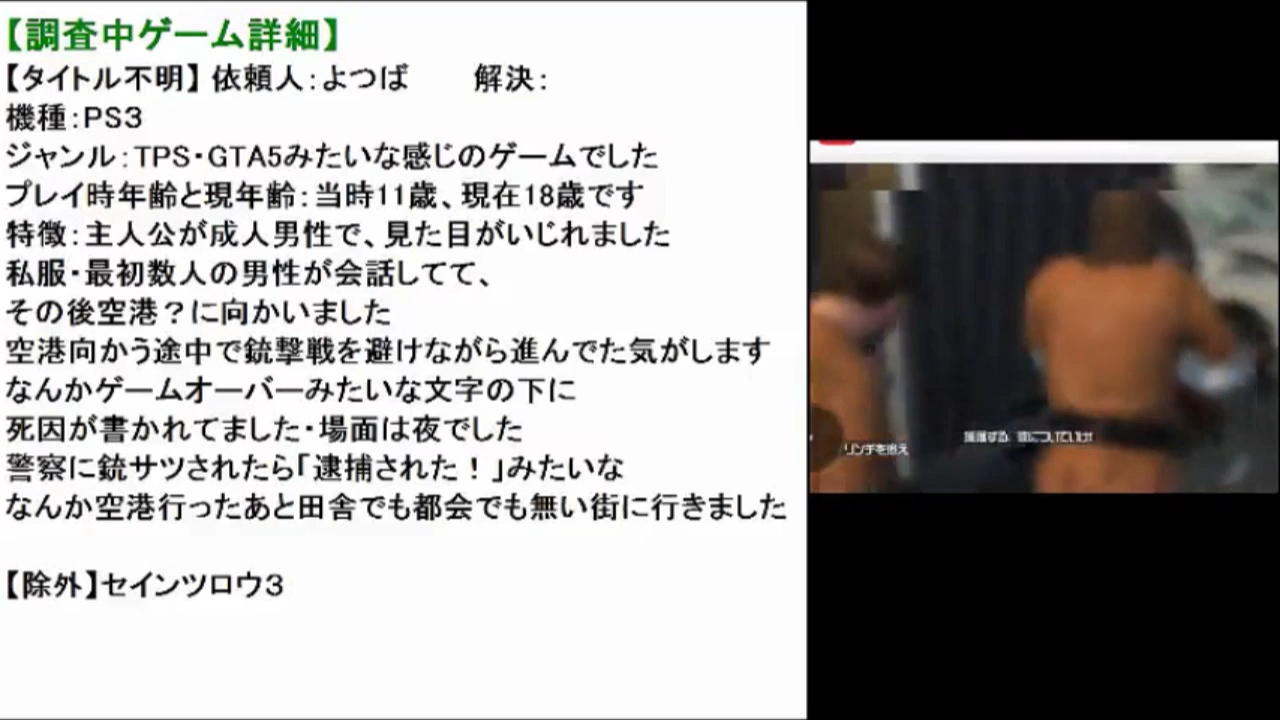 【調査中ゲーム詳細】
【タイトル不明】 依頼人：よつば　　解決：
機種：PS3
ジャンル：TPS・GTA5みたいな感じのゲームでした
プレイ時年齢と現年齢：当時11歳、現在18歳です
特徴：主人公が成人男性で、見た目がいじれました
私服・最初数人の男性が会話してて、
その後空港？に向かいました
空港向かう途中で銃撃戦を避けながら進んでた気がします
なんかゲームオーバーみたいな文字の下に
死因が書かれてました・場面は夜でした
警察に銃サツされたら「逮捕された！」みたいな
なんか空港行ったあと田舎でも都会でも無い街に行きました
【除外】セインツロウ３
リンチを抱え